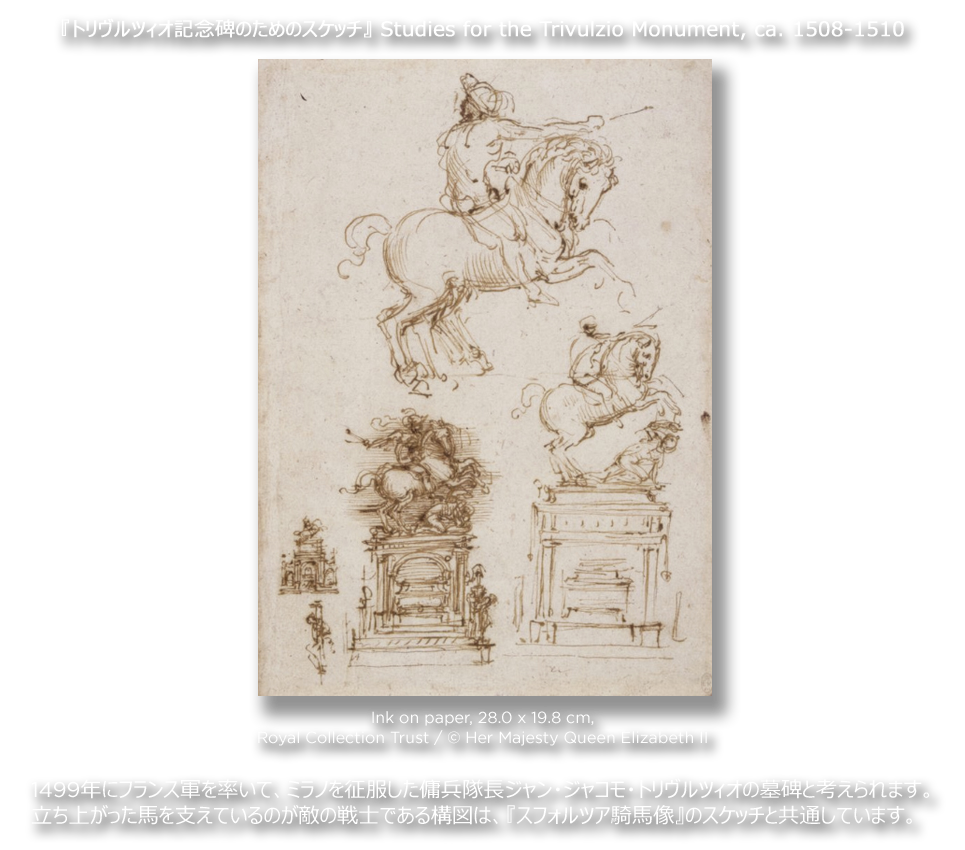 『トリヴルツィオ記念碑のためのスケッチ』 Studies for the Trivulzio Monument, ca. 1508-1510
Ink on paper, 28.0 x 19.8 cm,
Royal Collection Trust / © Her Majesty Queen Elizabeth II
1499年にフランス軍を率いて、ミラノを征服した傭兵隊長ジャン・ジャコモ・トリヴルツィオの墓碑と考えられます。
立ち上がった馬を支えているのが敵の戦士である構図は、『スフォルツァ騎馬像』のスケッチと共通しています。